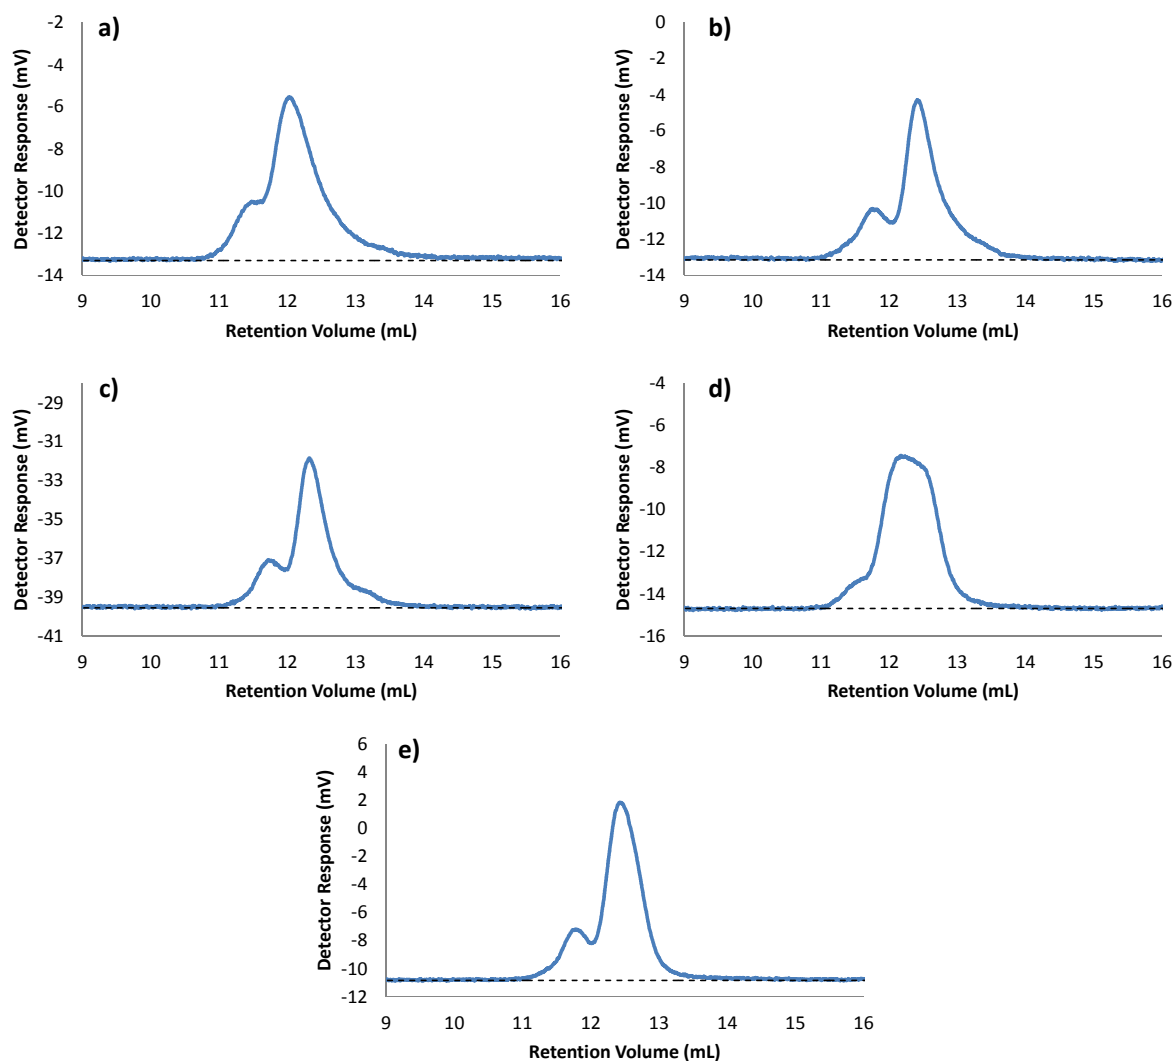 a)
Detector Response (mV)
-2
-4
-6
-8
-10
-12
-14
9 10 11 12 13 14 15 16
Retention Volume (mL)
b)
Detector Response (mV)
0
-2
-4
-6
-8
-10
-12
-14
9 10 11 12 13 14 15 16
Retention Volume (mL)
c)
Detector Response (mV)
-29
-31
-33
-35
-37
-39
-41
9 10 11 12 13 14 15 16
Retention Volume (mL)
d)
Detector Response (mV)
-4
-6
-8
-10
-12
-14
-16
9 10 11 12 13 14 15 16
Retention Volume (mL)
e)
Detector Response (mV)
6
4
2
0
-2
-4
-6
-8
-10
-12
9 10 11 12 13 14 15 16
Retention Volume (mL)